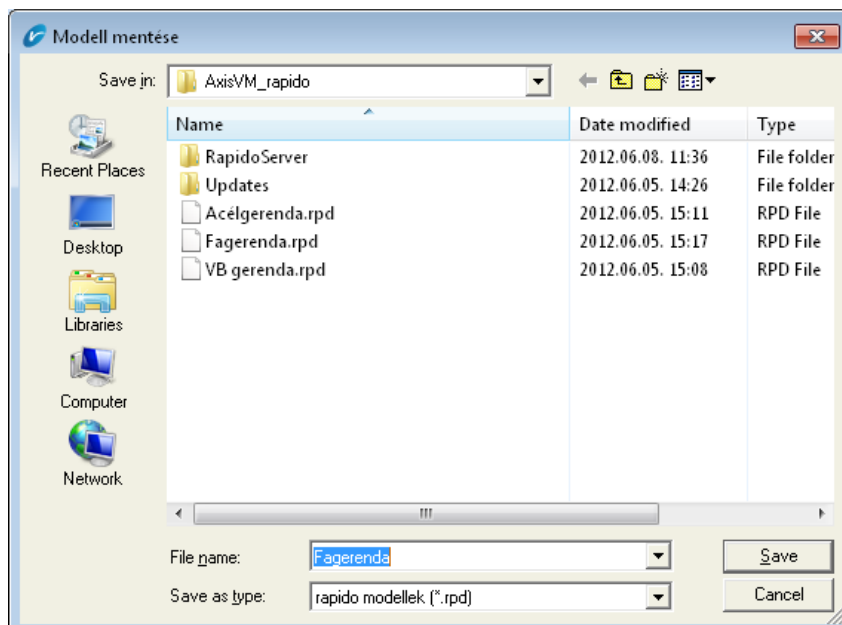 Modell mentése
Save in: AxisVM_rapido
Name Date modified Type
RapidoServer 2012.06.08. 11:36 File folder
Updates 2012.06.05. 14:26 File folder
Acélgerenda.rpd 2012.06.05. 15:11 RPD File
Fagerenda.rpd 2012.06.05. 15:17 RPD File
VB gerenda.rpd 2012.06.05. 15:08 RPD File
Recent Places
Desktop
Libraries
Computer
Network
File name: Fagerenda Save
Save as type: rapido modellek (*.rpd) Cancel